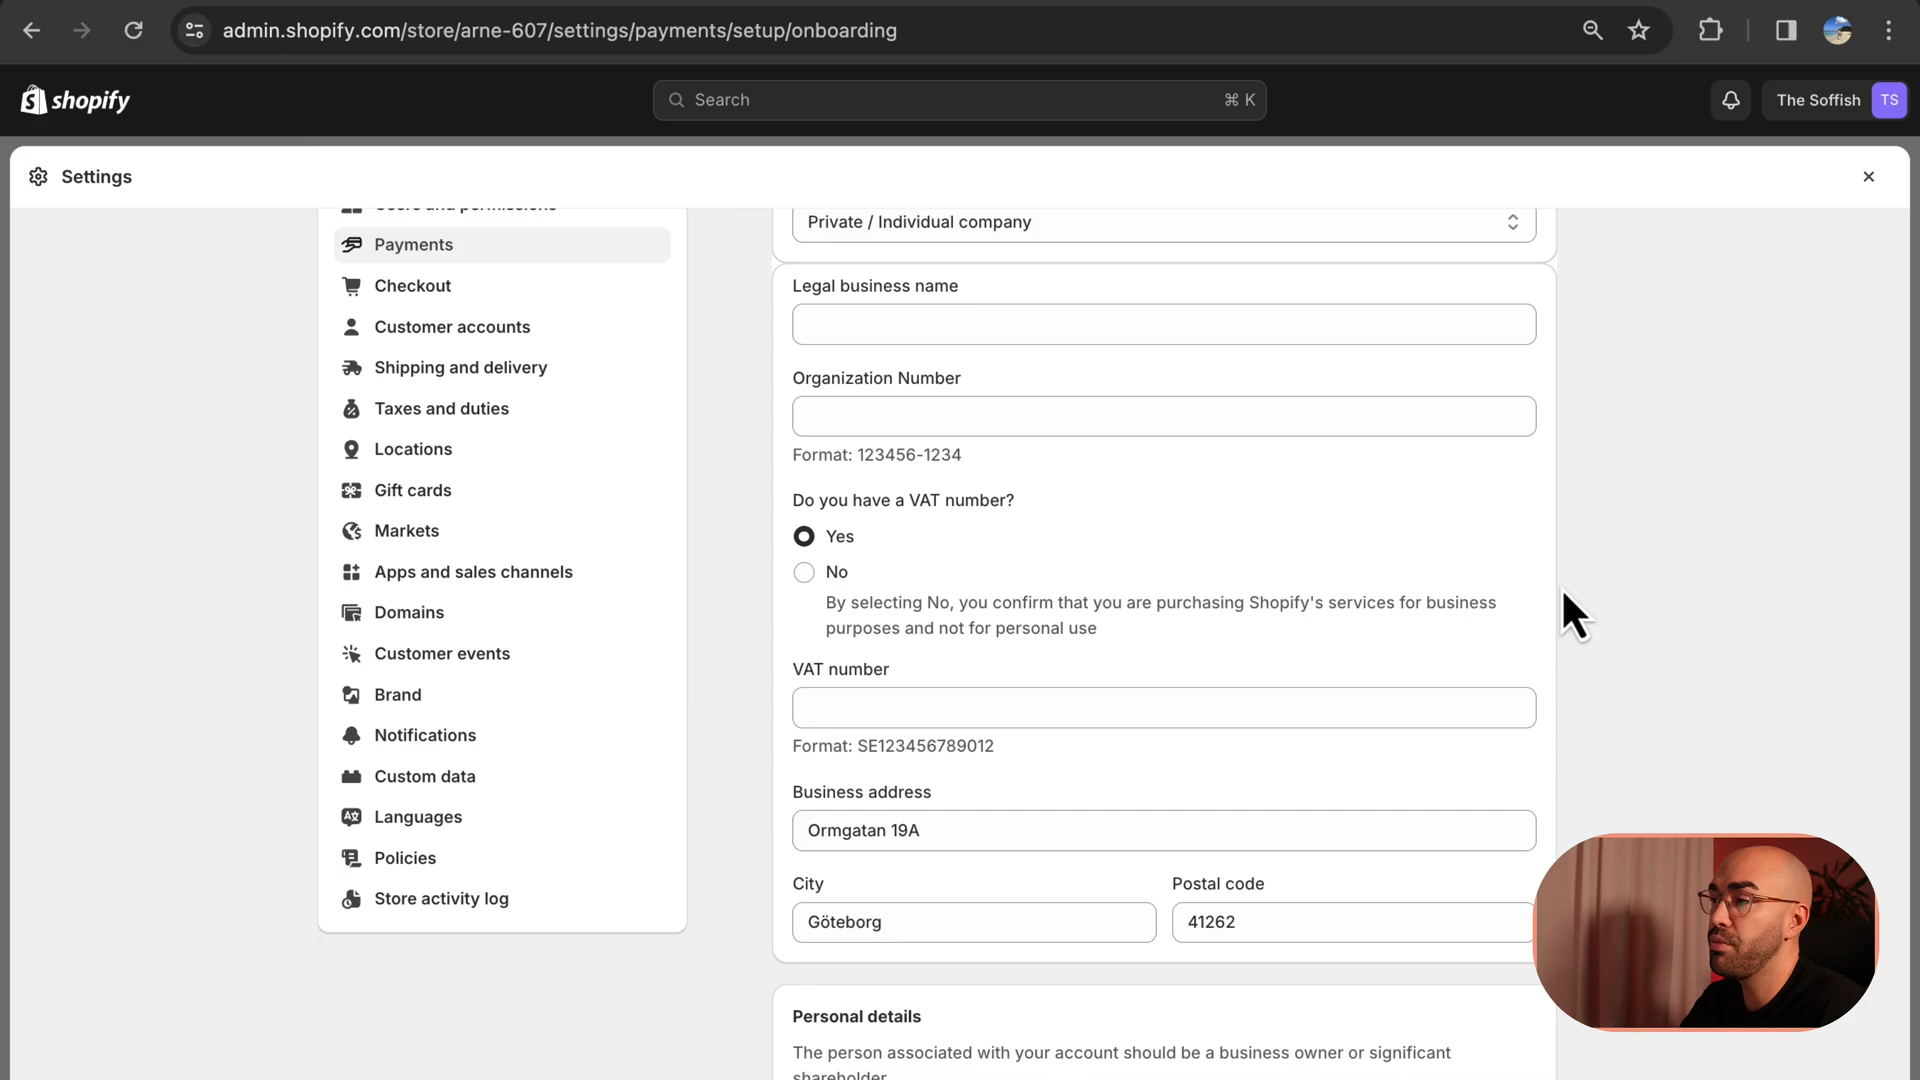 admin.shopify.com/store/arne-607/settings/payments/setup/onboarding
shopify
Search
⌘ K
The Soffish
TS
Settings
Users and permissions
Payments
Checkout
Customer accounts
Shipping and delivery
Taxes and duties
Locations
Gift cards
Markets
Apps and sales channels
Domains
Customer events
Brand
Notifications
Custom data
Languages
Policies
Store activity log
Private / Individual company
Legal business name
Organization Number
Format: 123456-1234
Do you have a VAT number?
Yes
No
By selecting No, you confirm that you are purchasing Shopify's services for business
purposes and not for personal use
VAT number
Format: SE123456789012
Business address
Ormgatan 19A
City
Postal code
Göteborg
41262
Personal details
The person associated with your account should be a business owner or significant
shareholder